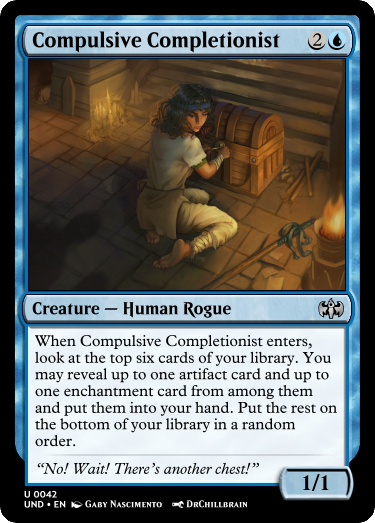 Compulsive Completionist 2
Creature — Human Rogue
When Compulsive Completionist enters,
look at the top six cards of your library. You
may reveal up to one artifact card and up to
one enchantment card from among them
and put them into your hand. Put the rest on
the bottom of your library in a random
order.
“No! Wait! There’s another chest!”
1/1
U 0042
UND • EN Gaby Nascimento DrChillbrain